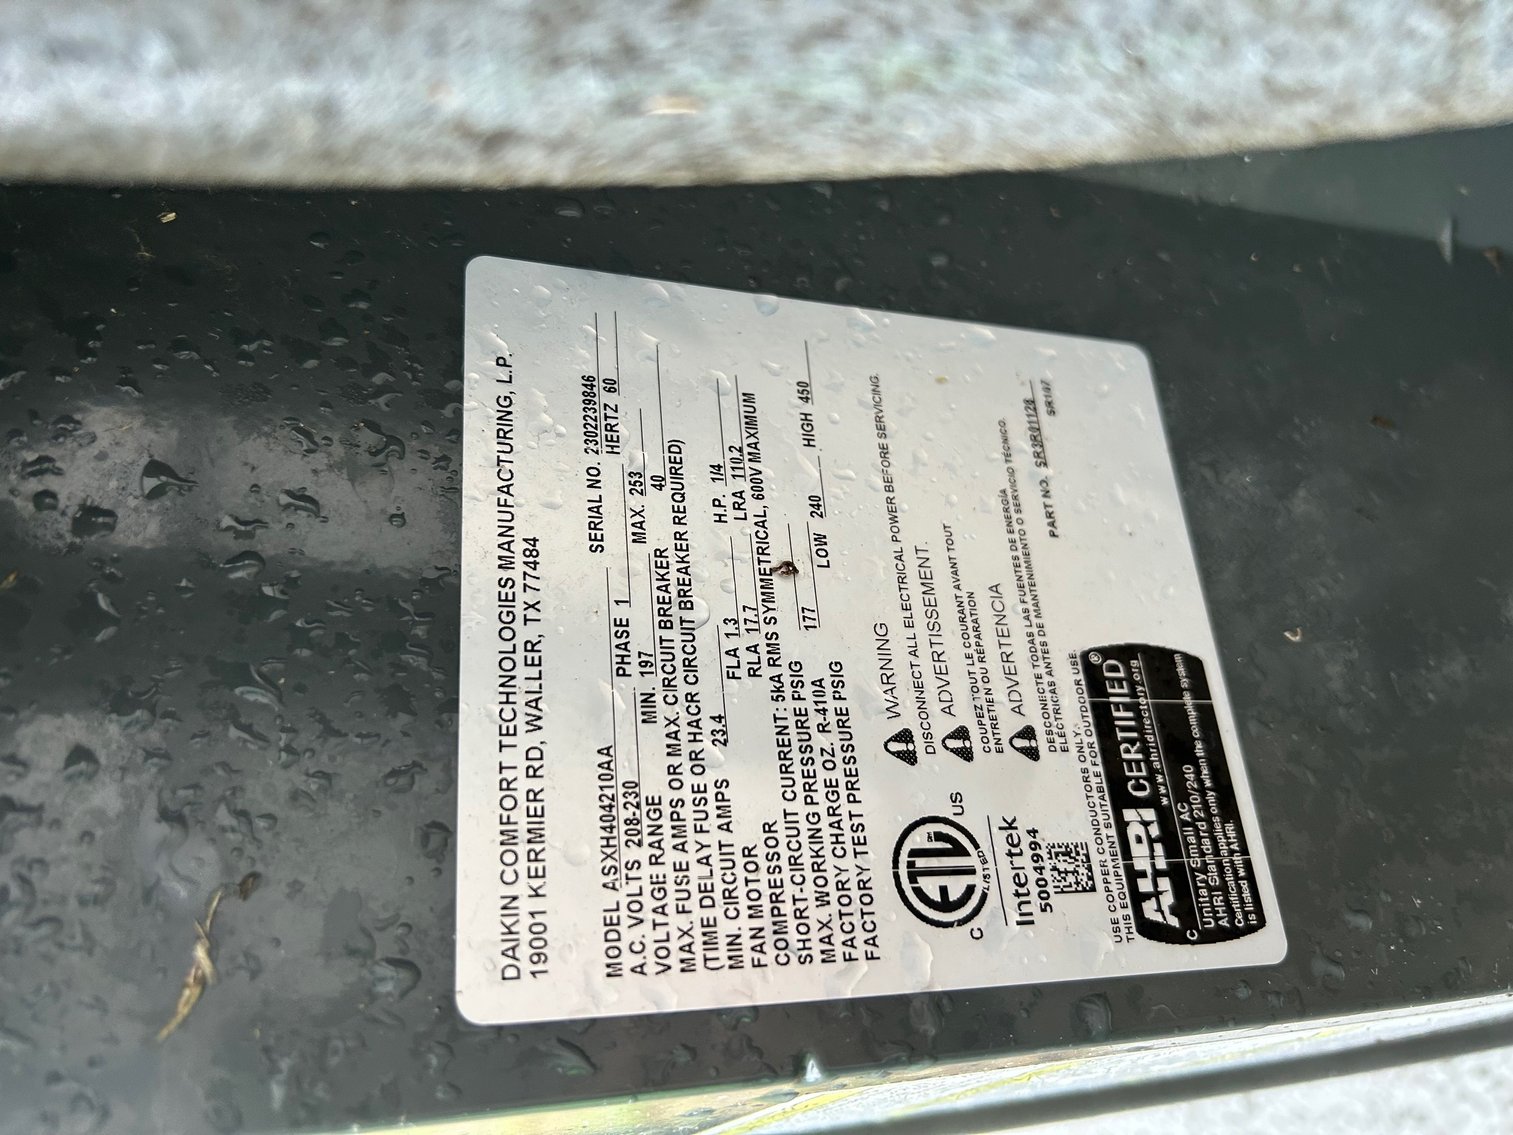 DAIKIN COMFORT TECHNOLOGIES MANUFACTURING, L.P.
19001 KERMIER RD, WALLER, TX 77484
MODEL ASXH404210AA SERIAL NO. 2302239846
A.C. VOLTS 208-230 PHASE 1 HERTZ 60
VOLTAGE RANGE MIN. 197 MAX. 253
MAX. FUSE AMPS OR MAX. CIRCUIT BREAKER 40
(TIME DELAY FUSE OR HACR CIRCUIT BREAKER REQUIRED)
MIN. CIRCUIT AMPS 23.4
FAN MOTOR FLA 1.3 H.P. 1/4
COMPRESSOR RLA 17.7 LRA 110.2
SHORT-CIRCUIT CURRENT: 5kA RMS SYMMETRICAL, 600V MAXIMUM
MAX. WORKING PRESSURE PSIG
FACTORY CHARGE OZ. R-410A 177
FACTORY TEST PRESSURE PSIG LOW 240 HIGH 450
WARNING
DISCONNECT ALL ELECTRICAL POWER BEFORE SERVICING.
ADVERTISSEMENT.
COUPEZ TOUT LE COURANT AVANT TOUT
ENTRETIEN OU RÉPARATION
ADVERTENCIA
DESCONECTE TODAS LAS FUENTES DE ENERGÍA
ELÉCTRICAS ANTES DE MANTENIMIENTO O SERVICIO TÉCNICO.
C ETL US
LISTED
Intertek
5004994
PART NO. SR3R01128
SR107
USE COPPER CONDUCTORS ONLY.
THIS EQUIPMENT SUITABLE FOR OUTDOOR USE.
AHRI CERTIFIED®
www.ahridirectory.org
C Unitary Small AC
AHRI Standard 210/240
Certification applies only when the complete system
is listed with AHRI.